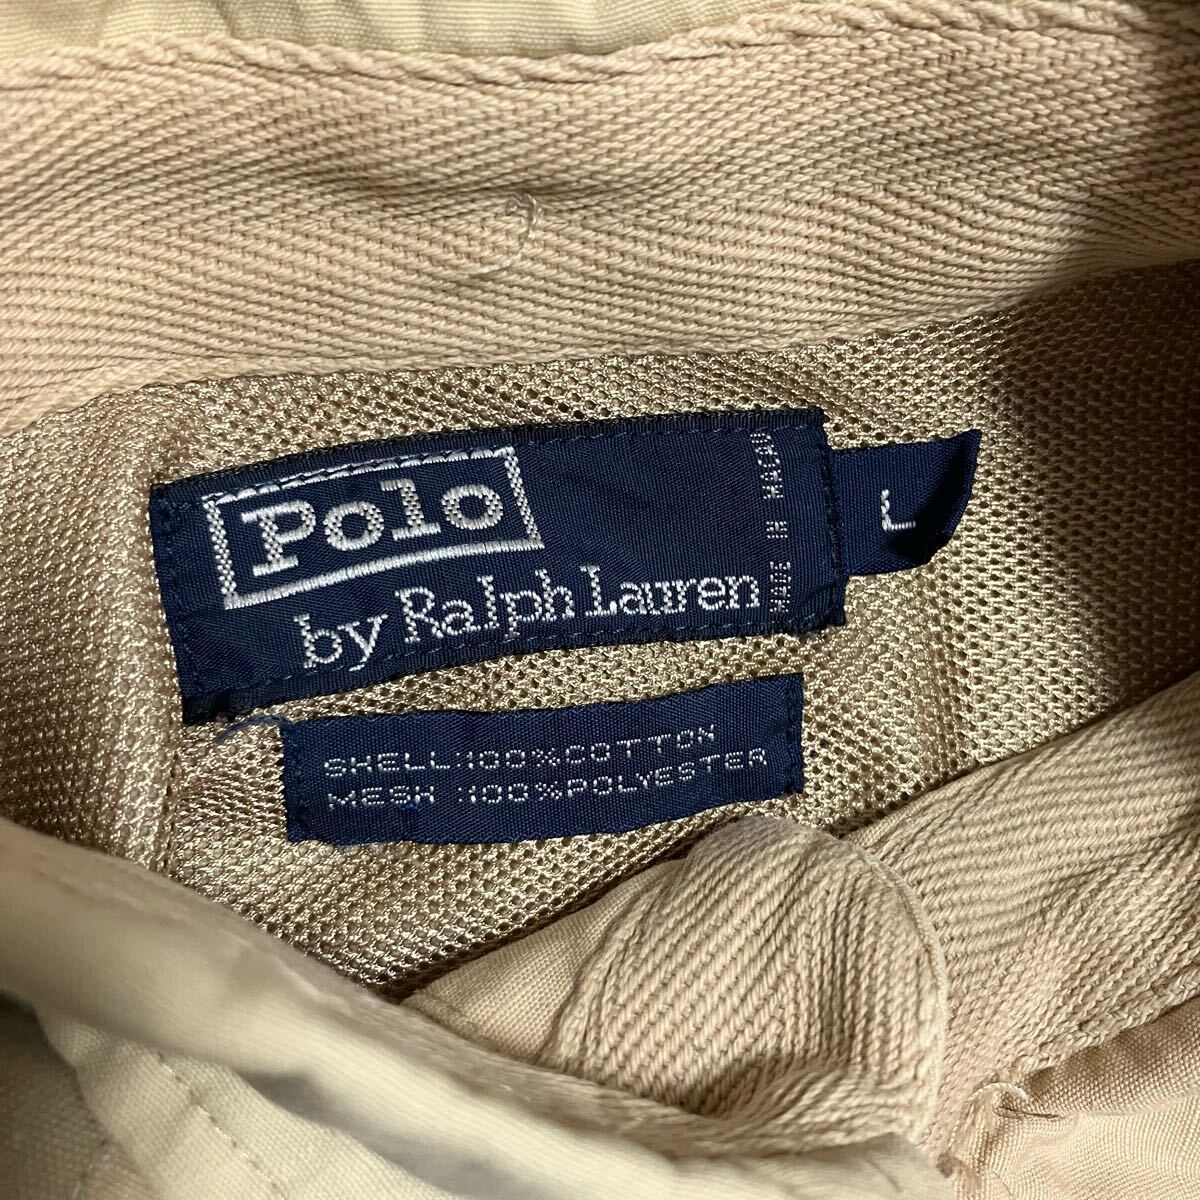 Polo
by Ralph Lauren
MADE IN MACAU
L
SHELL:100%COTTON
MESH :100%POLYESTER